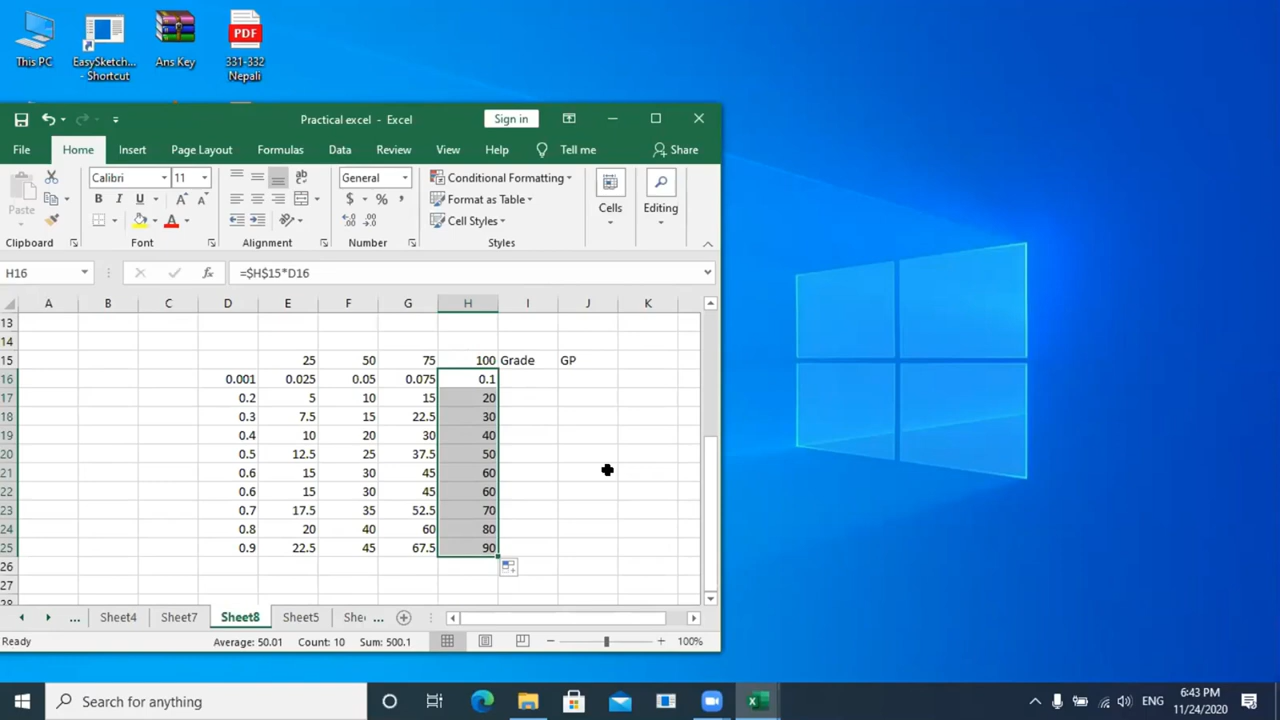 This PC
EasySketch...
- Shortcut
Ans Key
PDF
331-332
Nepali
Practical excel - Excel
Sign in
File Home Insert Page Layout Formulas Data Review View Help Tell me Share
Paste
Calibri 11
B I U
A A
A
ab
General
$ % ,
Conditional Formatting
Format as Table
Cell Styles
Cells
Editing
Clipboard Font Alignment Number Styles
H16 fx =$H$15*D16
A B C D E F G H I J K
13
14
15 25 50 75 100 Grade GP
16 0.001 0.025 0.05 0.075 0.1
17 0.2 5 10 15 20
18 0.3 7.5 15 22.5 30
19 0.4 10 20 30 40
20 0.5 12.5 25 37.5 50
21 0.6 15 30 45 60
22 0.6 15 30 45 60
23 0.7 17.5 35 52.5 70
24 0.8 20 40 60 80
25 0.9 22.5 45 67.5 90
26
27
28
... Sheet4 Sheet7 Sheet8 Sheet5 She ...
Ready Average: 50.01 Count: 10 Sum: 500.1 100%
Search for anything
ENG
6:43 PM
11/24/2020